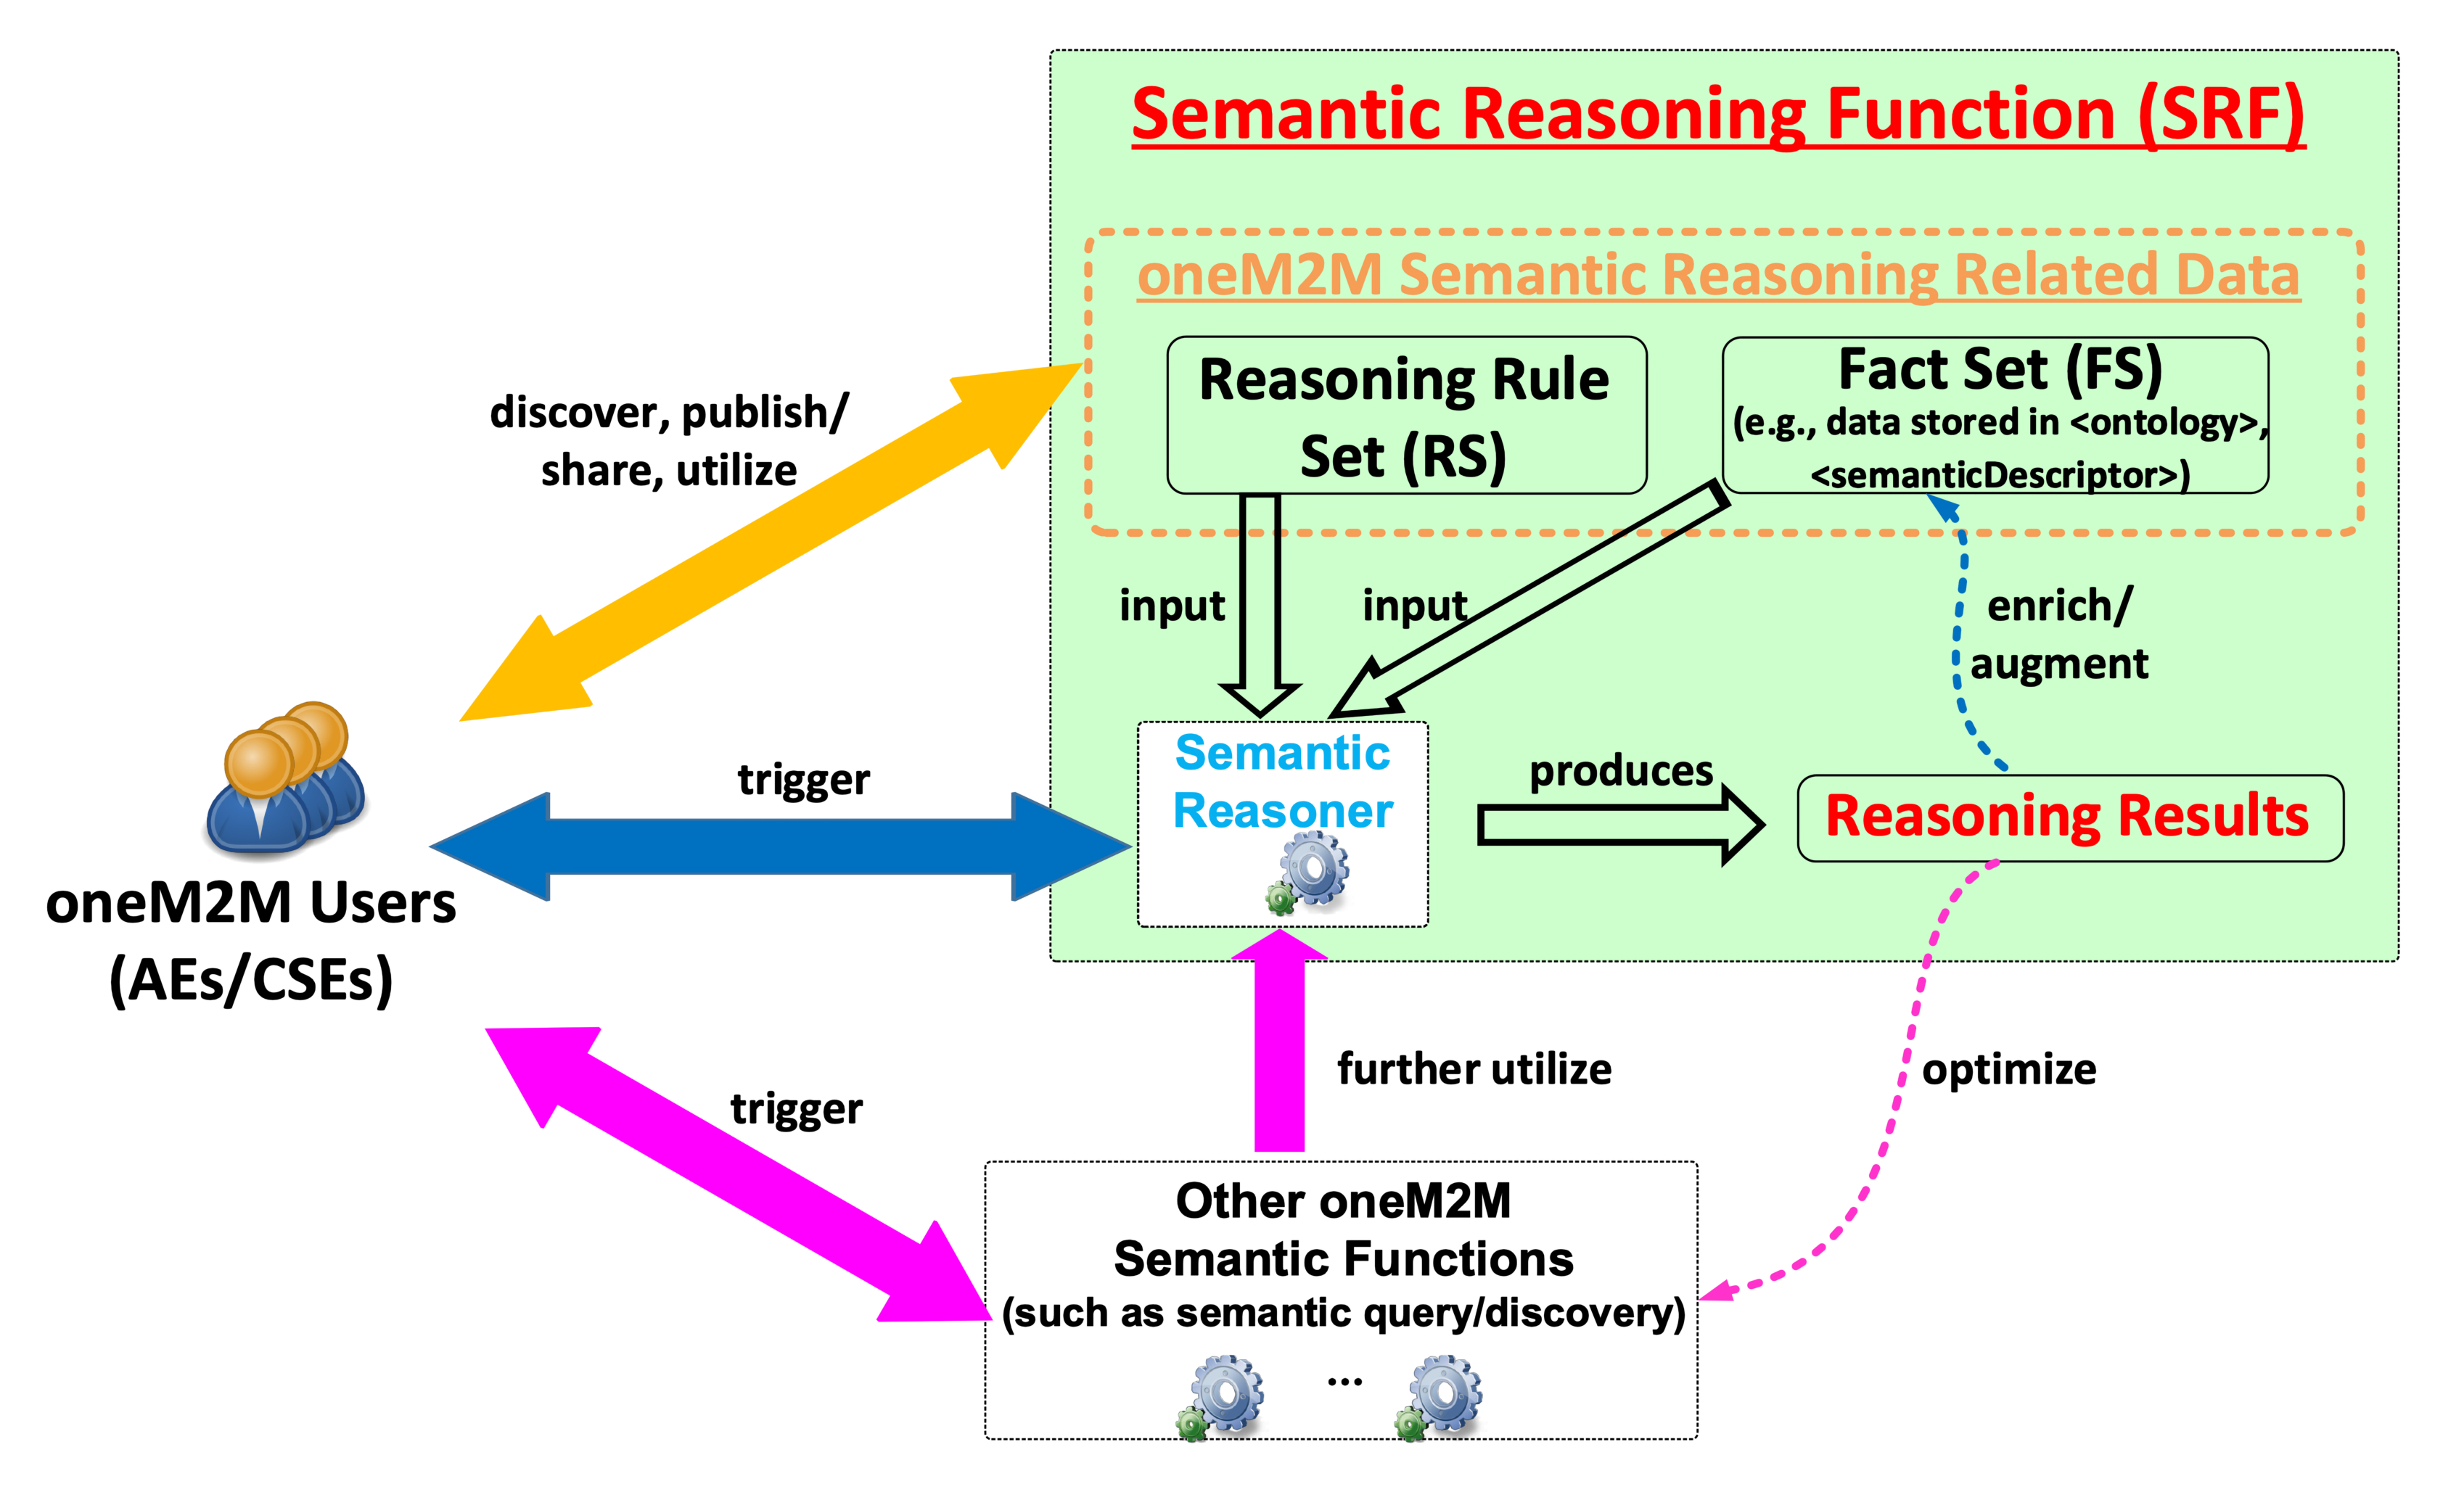 Semantic Reasoning Function (SRF)
oneM2M Semantic Reasoning Related Data
Reasoning Rule
Set (RS)
Fact Set (FS)
(e.g., data stored in <ontology>,
<semanticDescriptor>)
discover, publish/
share, utilize
input
input
enrich/
augment
Semantic
Reasoner
produces
Reasoning Results
trigger
oneM2M Users
(AEs/CSEs)
trigger
further utilize
optimize
Other oneM2M
Semantic Functions
(such as semantic query/discovery)
...